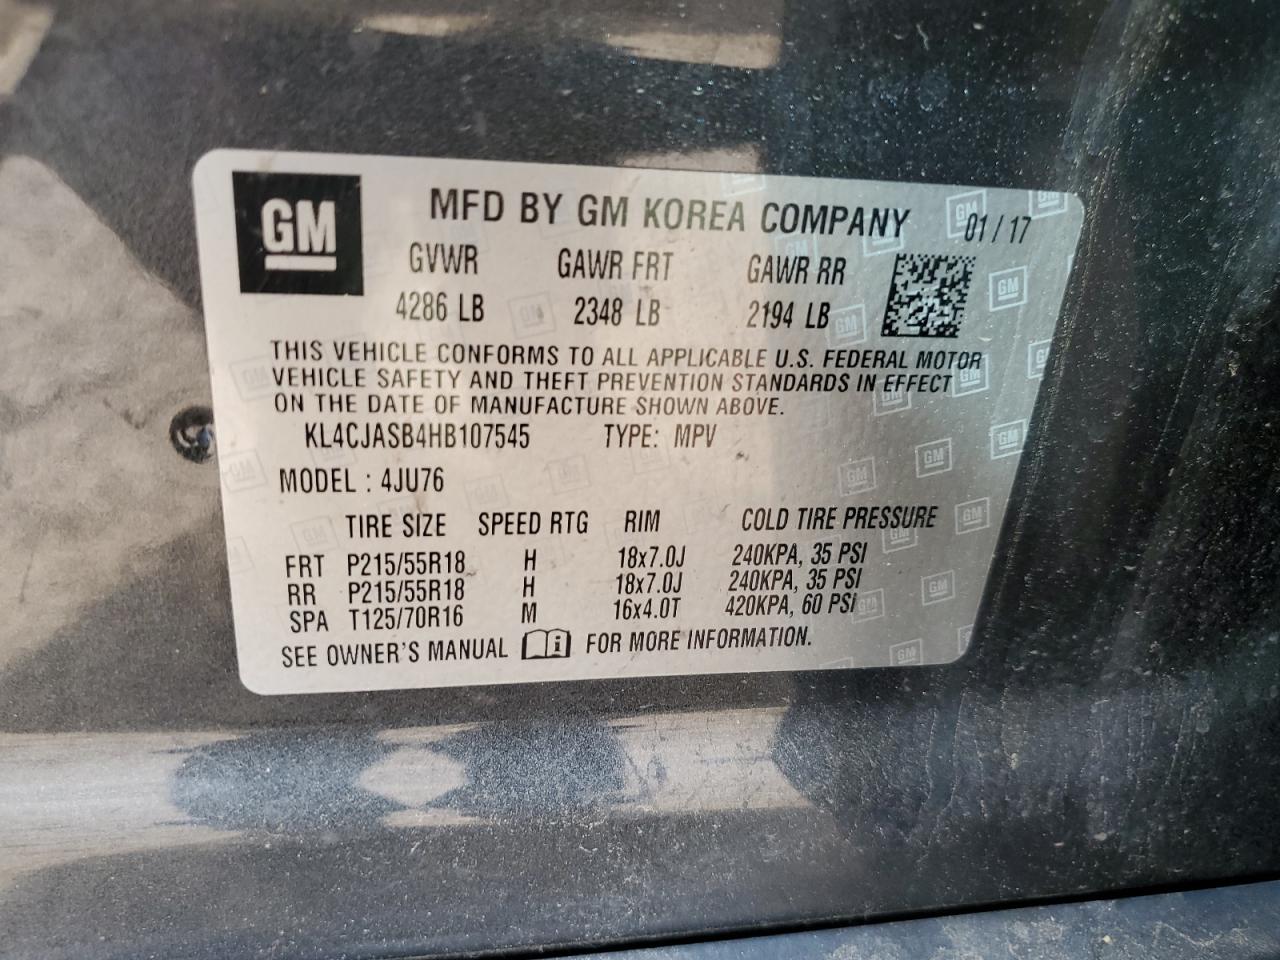 GM
MFD BY GM KOREA COMPANY 01/17
GVWR GAWR FRT GAWR RR
4286 LB 2348 LB 2194 LB
THIS VEHICLE CONFORMS TO ALL APPLICABLE U.S. FEDERAL MOTOR
VEHICLE SAFETY AND THEFT PREVENTION STANDARDS IN EFFECT
ON THE DATE OF MANUFACTURE SHOWN ABOVE.
KL4CJASB4HB107545 TYPE: MPV
MODEL : 4JU76
TIRE SIZE SPEED RTG RIM COLD TIRE PRESSURE
FRT P215/55R18 H 18x7.0J 240KPA, 35 PSI
RR P215/55R18 H 18x7.0J 240KPA, 35 PSI
SPA T125/70R16 M 16x4.0T 420KPA, 60 PSI
SEE OWNER'S MANUAL i FOR MORE INFORMATION.